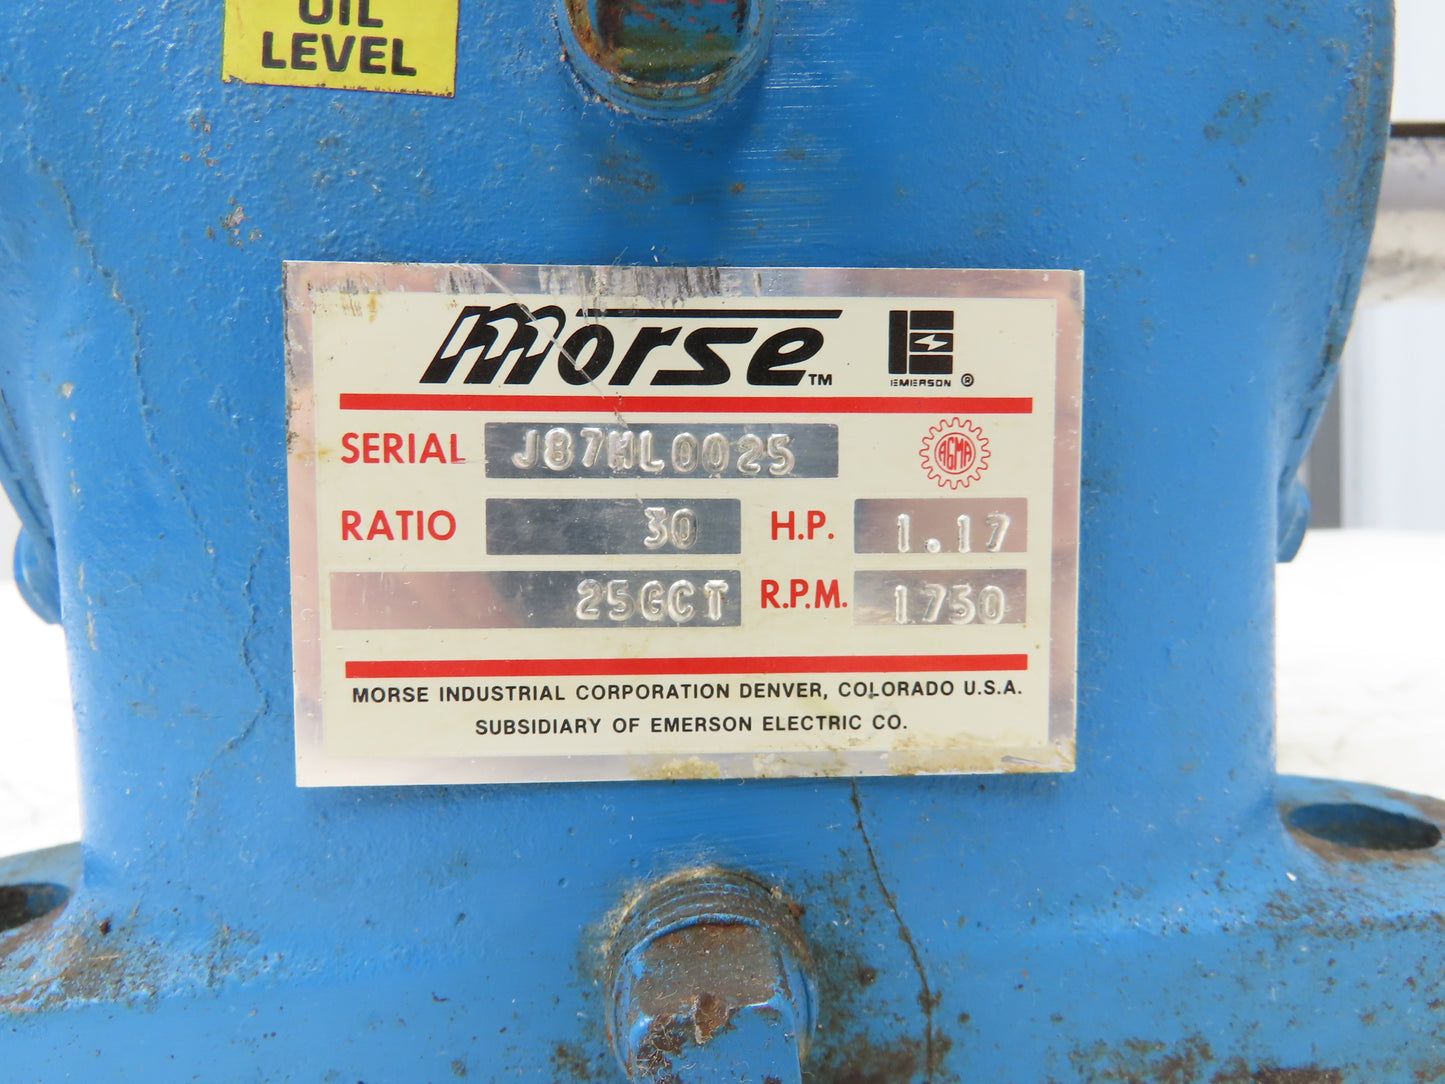 OIL
LEVEL
morse TM
EMERSON ®
SERIAL J87ML0025
AGMA
RATIO 30 H.P. 1.17
25GCT R.P.M. 1750
MORSE INDUSTRIAL CORPORATION DENVER, COLORADO U.S.A.
SUBSIDIARY OF EMERSON ELECTRIC CO.